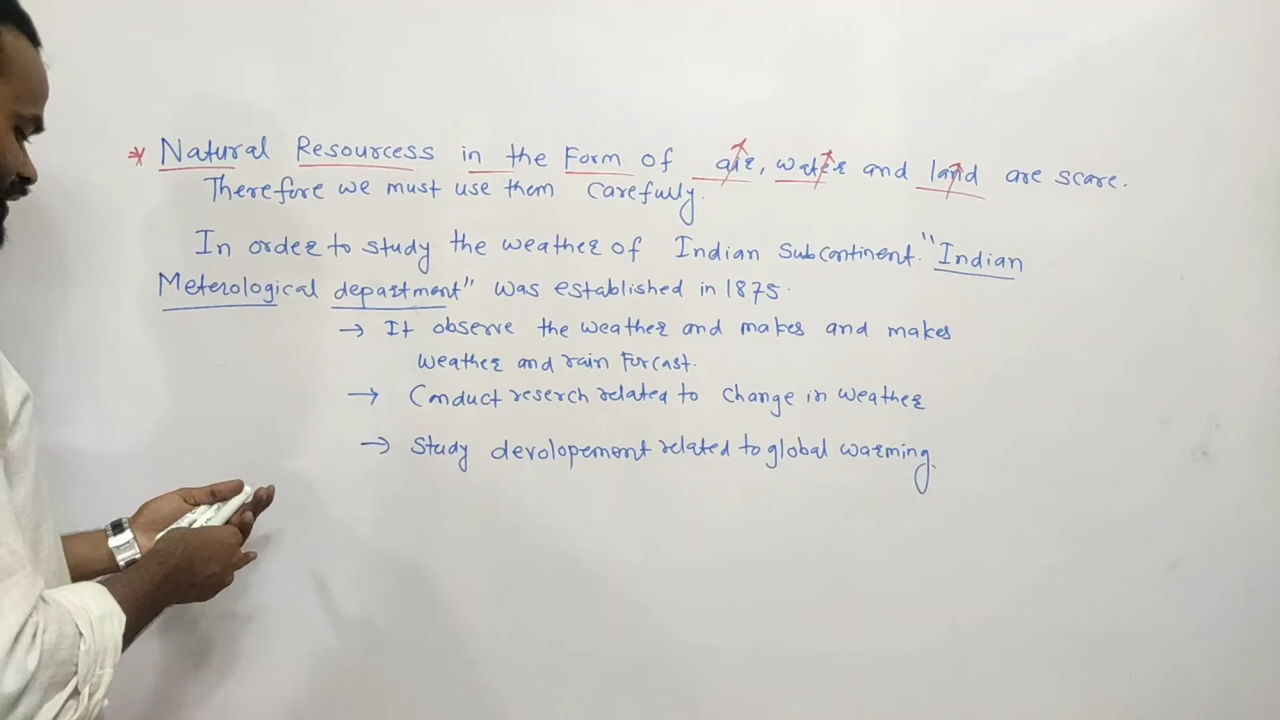 * Natural Resourcess in the Form of air, water and land are scare.
Therefore we must use them carefully.
In order to study the weather of Indian Subcontinent. "Indian
Meterological department" was established in 1875.
→ It observe the weather and makes and makes
weather and rain Forcast.
→ Conduct reserch related to change in weather
→ Study devolopement related to global warming.